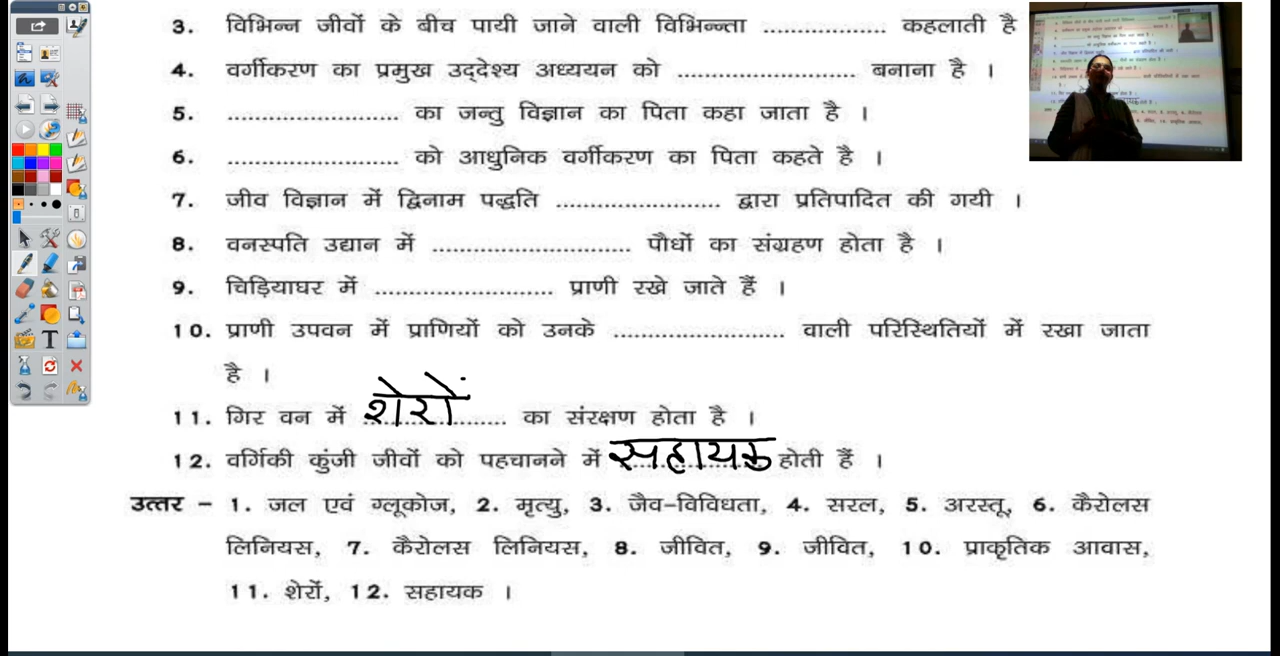 3. विभिन्न जीवों के बीच पायी जाने वाली विभिन्नता .................. कहलाती है
4. वर्गीकरण का प्रमुख उद्देश्य अध्ययन को .......................... बनाना है ।
5. ......................... का जन्तु विज्ञान का पिता कहा जाता है ।
6. ......................... को आधुनिक वर्गीकरण का पिता कहते है ।
7. जीव विज्ञान में द्विनाम पद्धति ........................ द्वारा प्रतिपादित की गयी ।
8. वनस्पति उद्यान में ............................. पौधों का संग्रहण होता है ।
9. चिड़ियाघर में .......................... प्राणी रखे जाते हैं ।
10. प्राणी उपवन में प्राणियों को उनके ......................... वाली परिस्थितियों में रखा जाता
है ।
11. गिर वन में शेरों का संरक्षण होता है ।
12. वर्गिकी कुंजी जीवों को पहचानने में सहायक होती हैं ।
उत्तर – 1. जल एवं ग्लूकोज, 2. मृत्यु, 3. जैव-विविधता, 4. सरल, 5. अरस्तू, 6. कैरोलस
लिनियस, 7. कैरोलस लिनियस, 8. जीवित, 9. जीवित, 10. प्राकृतिक आवास,
11. शेरों, 12. सहायक ।